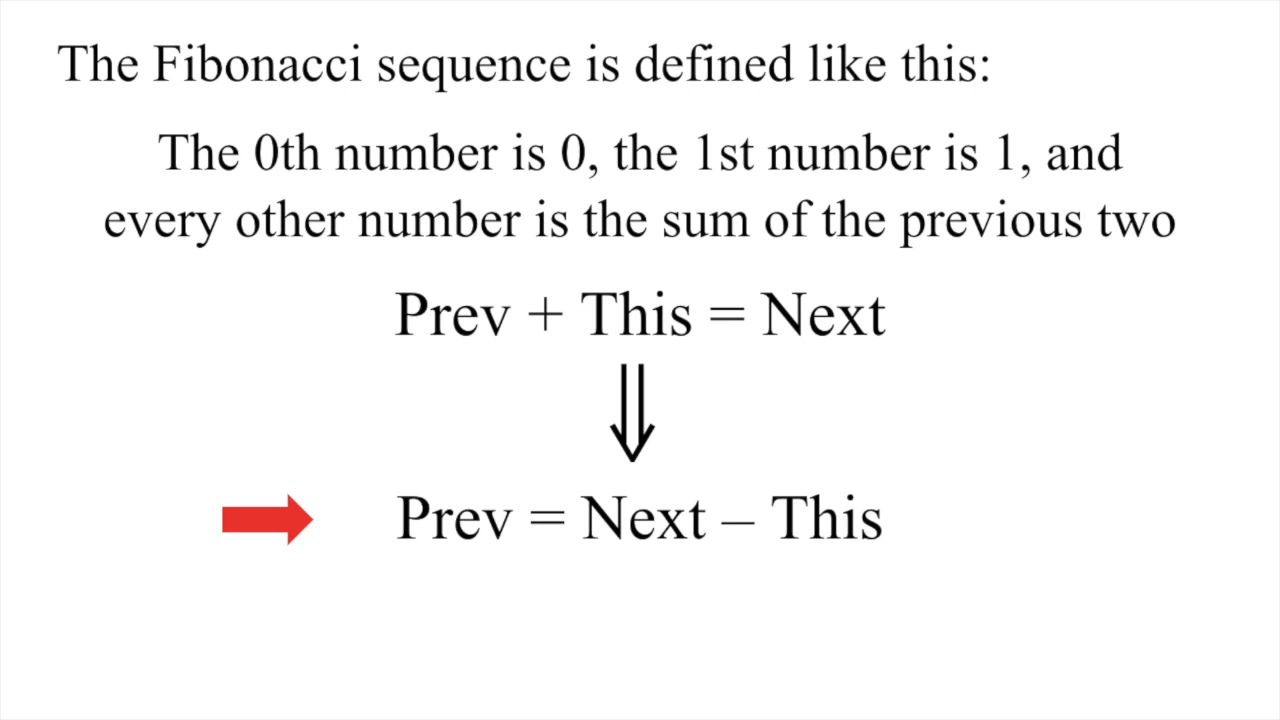 The Fibonacci sequence is defined like this:
The 0th number is 0, the 1st number is 1, and
every other number is the sum of the previous two
Prev + This = Next
⇓
Prev = Next – This